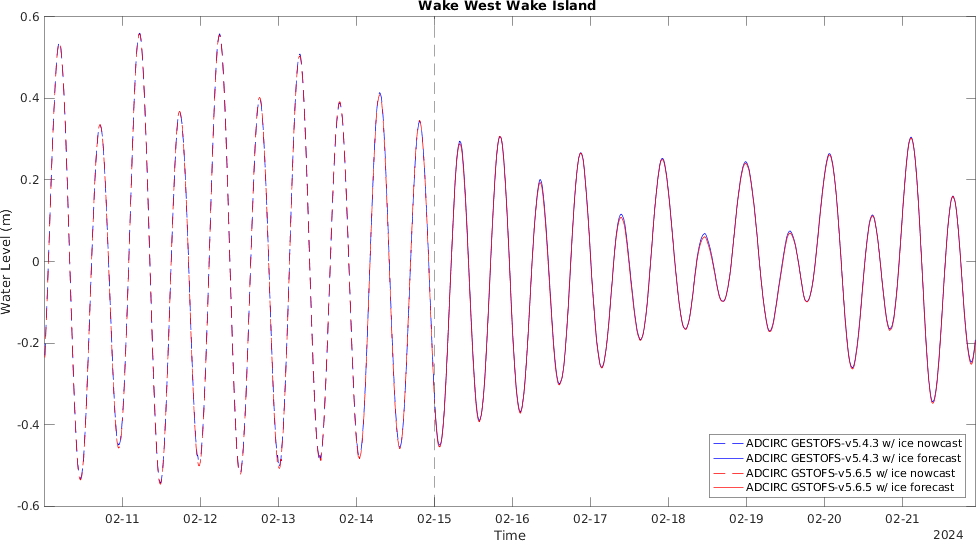 Wake West Wake Island
0.6
0.4
0.2
0
-0.2
-0.4
-0.6
Water Level (m)
ADCIRC GESTOFS-v5.4.3 w/ ice nowcast
ADCIRC GESTOFS-v5.4.3 w/ ice forecast
ADCIRC GSTOFS-v5.6.5 w/ ice nowcast
ADCIRC GSTOFS-v5.6.5 w/ ice forecast
02-11 02-12 02-13 02-14 02-15 02-16 02-17 02-18 02-19 02-20 02-21
Time
2024